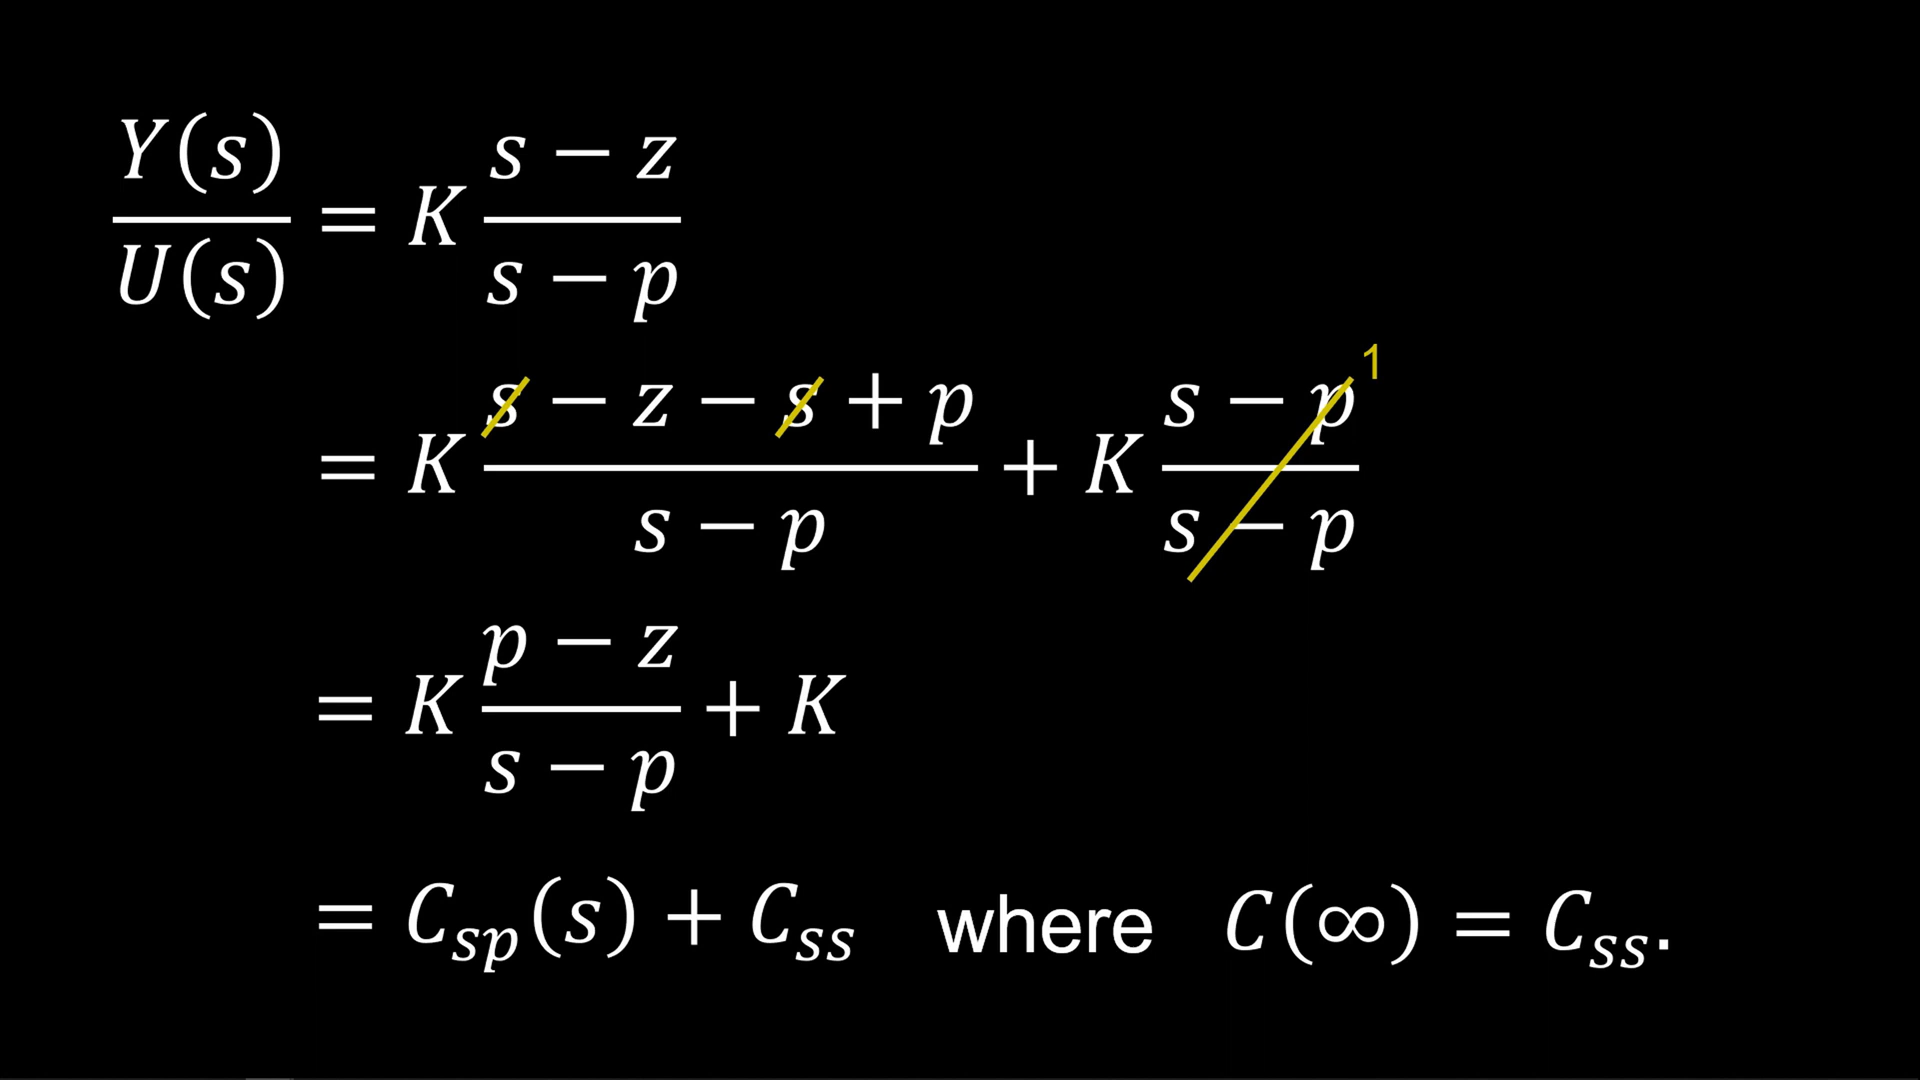 Y(s)/U(s) = K (s − z)/(s − p)
= K (s − z − s + p)/(s − p) + K (s − p)/(s − p) 1
= K (p − z)/(s − p) + K
= C_sp(s) + C_ss where C(∞) = C_ss.